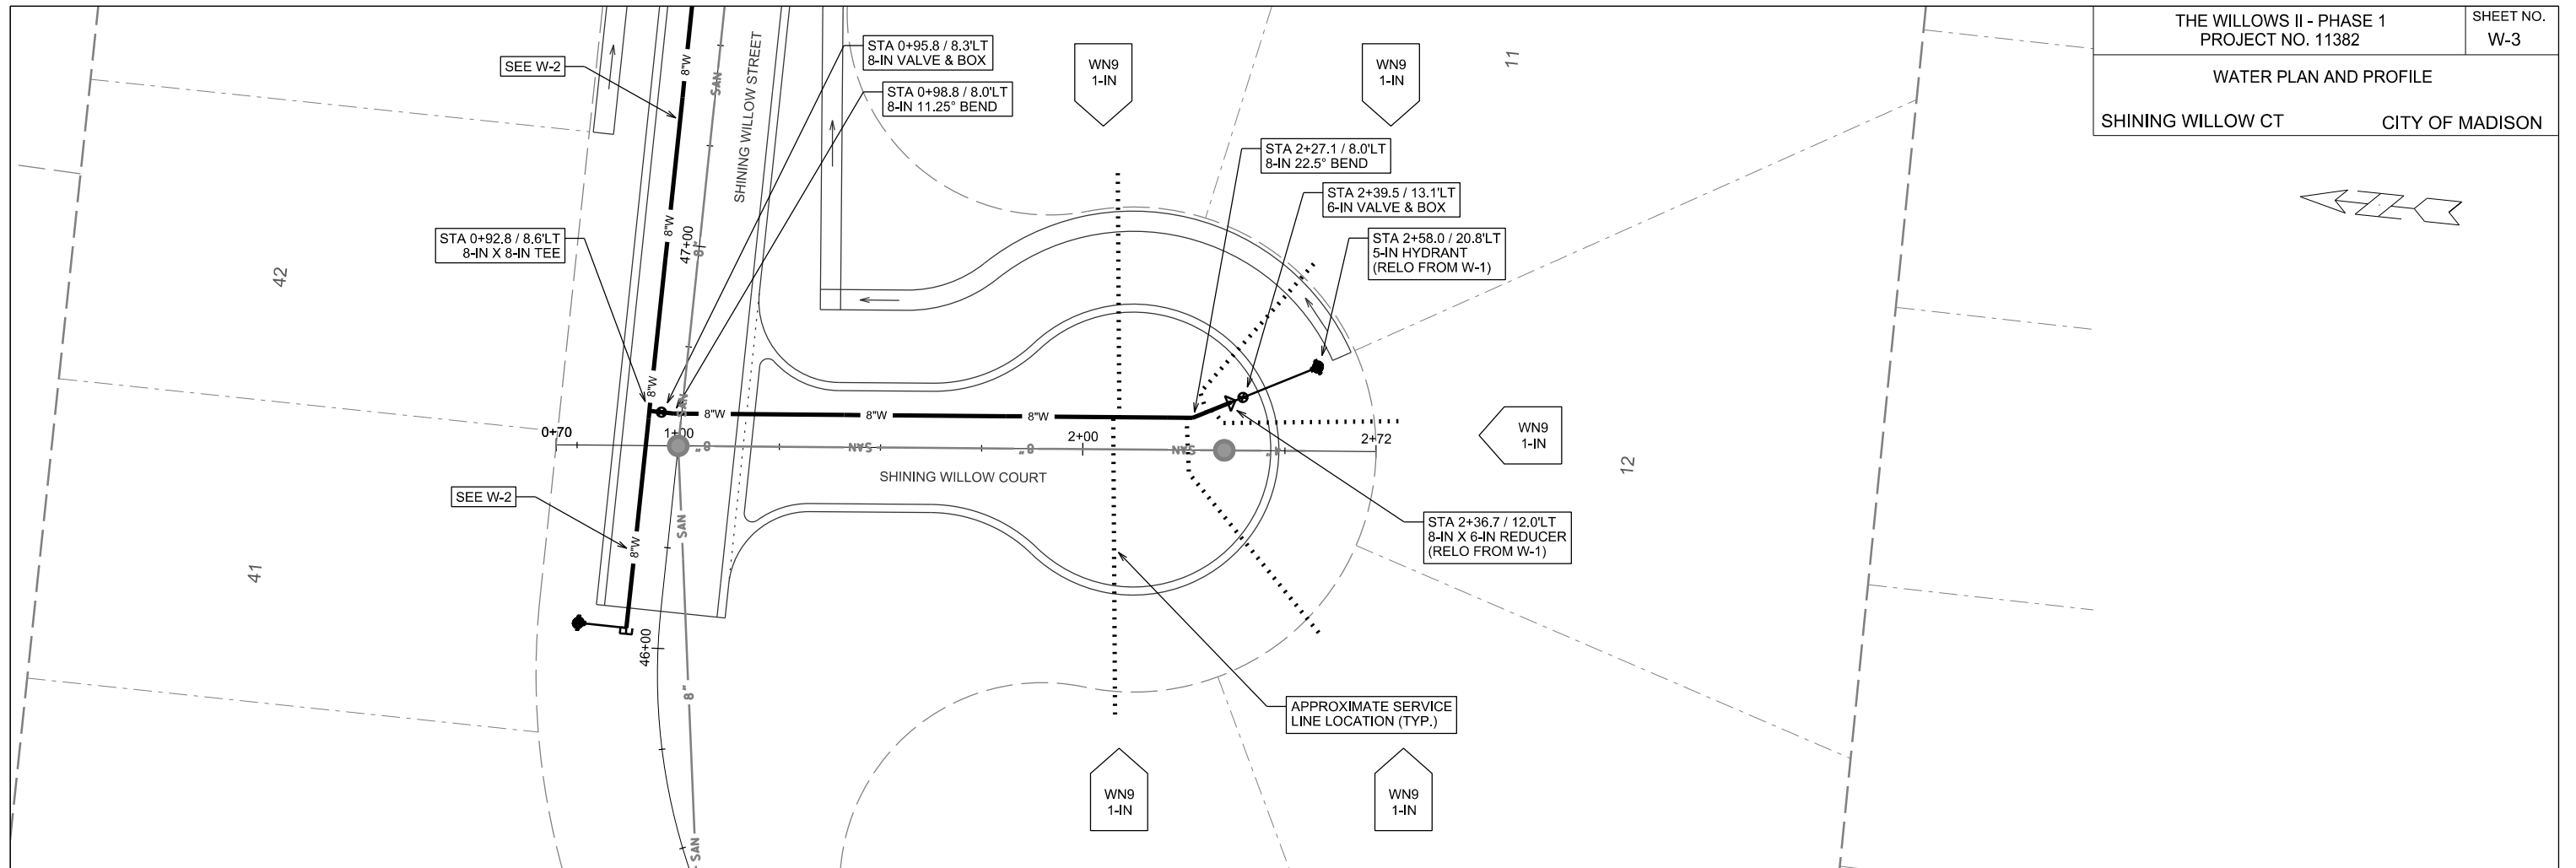 THE WILLOWS II - PHASE 1
PROJECT NO. 11382
SHEET NO.
W-3
WATER PLAN AND PROFILE
SHINING WILLOW CT
CITY OF MADISON
SEE W-2
STA 0+95.8 / 8.3'LT
8-IN VALVE & BOX
STA 0+98.8 / 8.0'LT
8-IN 11.25° BEND
WN9
1-IN
WN9
1-IN
11
STA 2+27.1 / 8.0'LT
8-IN 22.5° BEND
STA 2+39.5 / 13.1'LT
6-IN VALVE & BOX
STA 2+58.0 / 20.8'LT
5-IN HYDRANT
(RELO FROM W-1)
STA 0+92.8 / 8.6'LT
8-IN X 8-IN TEE
SHINING WILLOW STREET
8"W
SAN
8"W
47+00
8"
8"W
42
SAN
0+70
1+00
8"W
8"W
8"W
2+00
2+72
8"
SAN
8"
SAN
WN9
1-IN
12
SHINING WILLOW COURT
SEE W-2
8"W
SAN
STA 2+36.7 / 12.0'LT
8-IN X 6-IN REDUCER
(RELO FROM W-1)
41
46+00
8"
SAN
APPROXIMATE SERVICE
LINE LOCATION (TYP.)
WN9
1-IN
WN9
1-IN